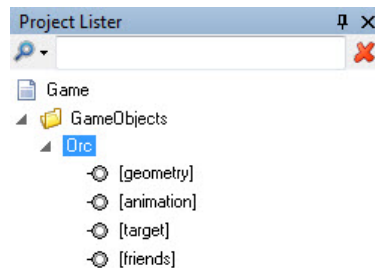 Project Lister
Game
GameObjects
Orc
[geometry]
[animation]
[target]
[friends]